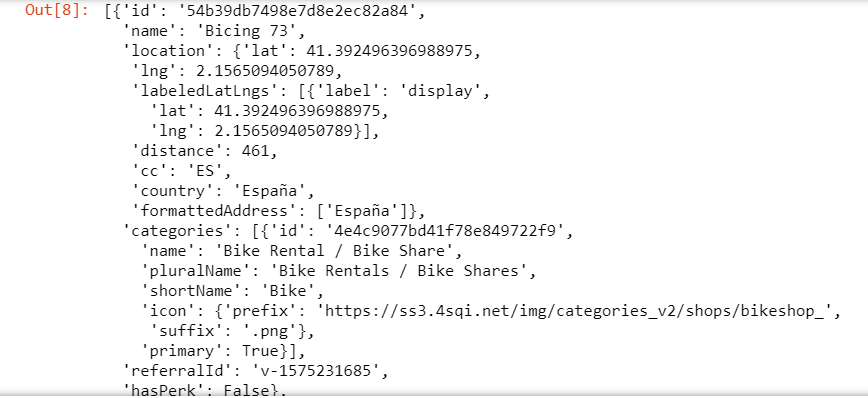 Out[8]: [{'id': '54b39db7498e7d8e2ec82a84',
'name': 'Bicing 73',
'location': {'lat': 41.392496396988975,
'lng': 2.1565094050789,
'labeledLatLngs': [{'label': 'display',
'lat': 41.392496396988975,
'lng': 2.1565094050789}],
'distance': 461,
'cc': 'ES',
'country': 'España',
'formattedAddress': ['España']},
'categories': [{'id': '4e4c9077bd41f78e849722f9',
'name': 'Bike Rental / Bike Share',
'pluralName': 'Bike Rentals / Bike Shares',
'shortName': 'Bike',
'icon': {'prefix': 'https://ss3.4sqi.net/img/categories_v2/shops/bikeshop_',
'suffix': '.png'},
'primary': True}],
'referralId': 'v-1575231685',
'hasPerk': False},